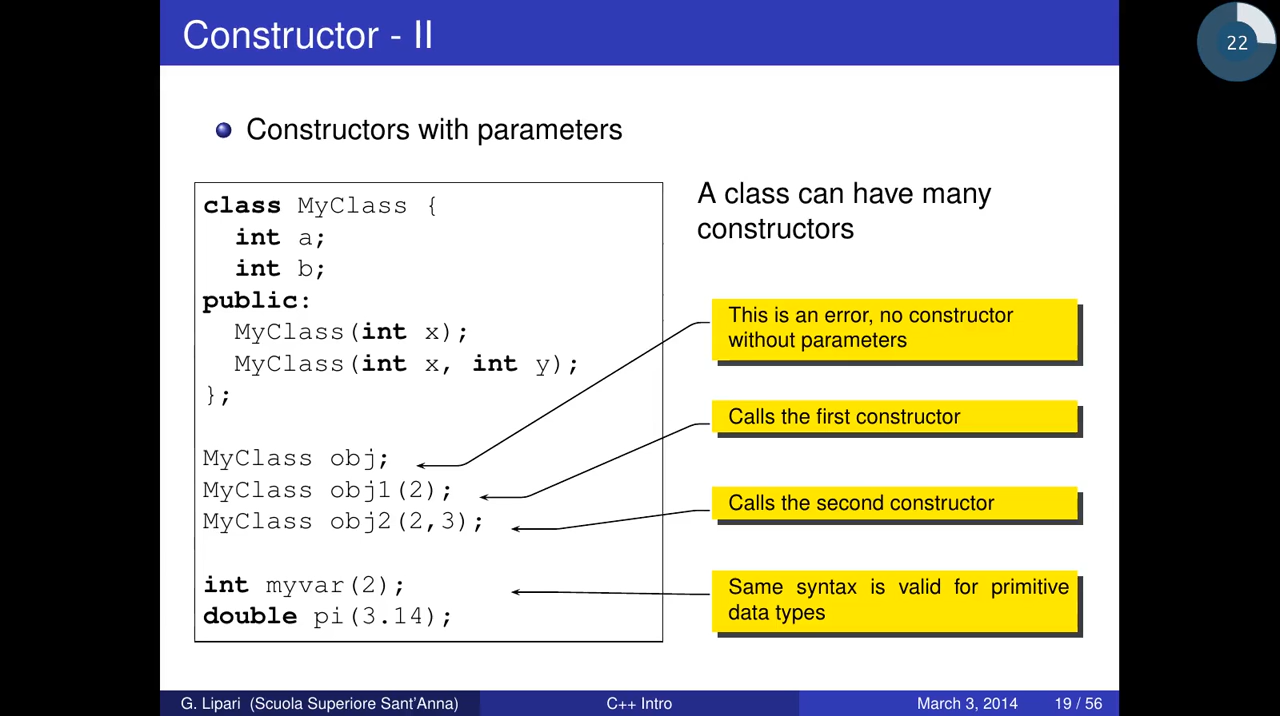 Constructor - II
22
Constructors with parameters
class MyClass {
int a;
int b;
public:
MyClass(int x);
MyClass(int x, int y);
};
MyClass obj;
MyClass obj1(2);
MyClass obj2(2,3);
int myvar(2);
double pi(3.14);
A class can have many
constructors
This is an error, no constructor
without parameters
Calls the first constructor
Calls the second constructor
Same syntax is valid for primitive
data types
G. Lipari (Scuola Superiore Sant'Anna)
C++ Intro
March 3, 2014 19 / 56